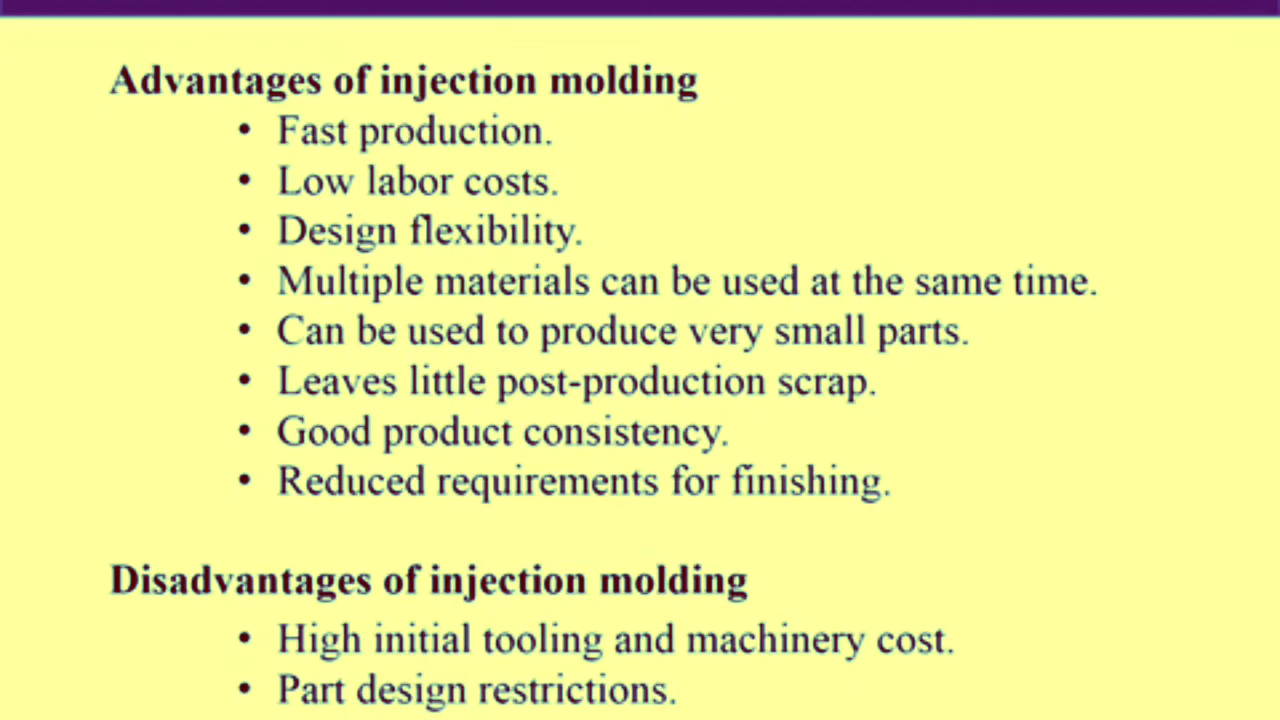 Advantages of injection molding
• Fast production.
• Low labor costs.
• Design flexibility.
• Multiple materials can be used at the same time.
• Can be used to produce very small parts.
• Leaves little post-production scrap.
• Good product consistency.
• Reduced requirements for finishing.
Disadvantages of injection molding
• High initial tooling and machinery cost.
• Part design restrictions.